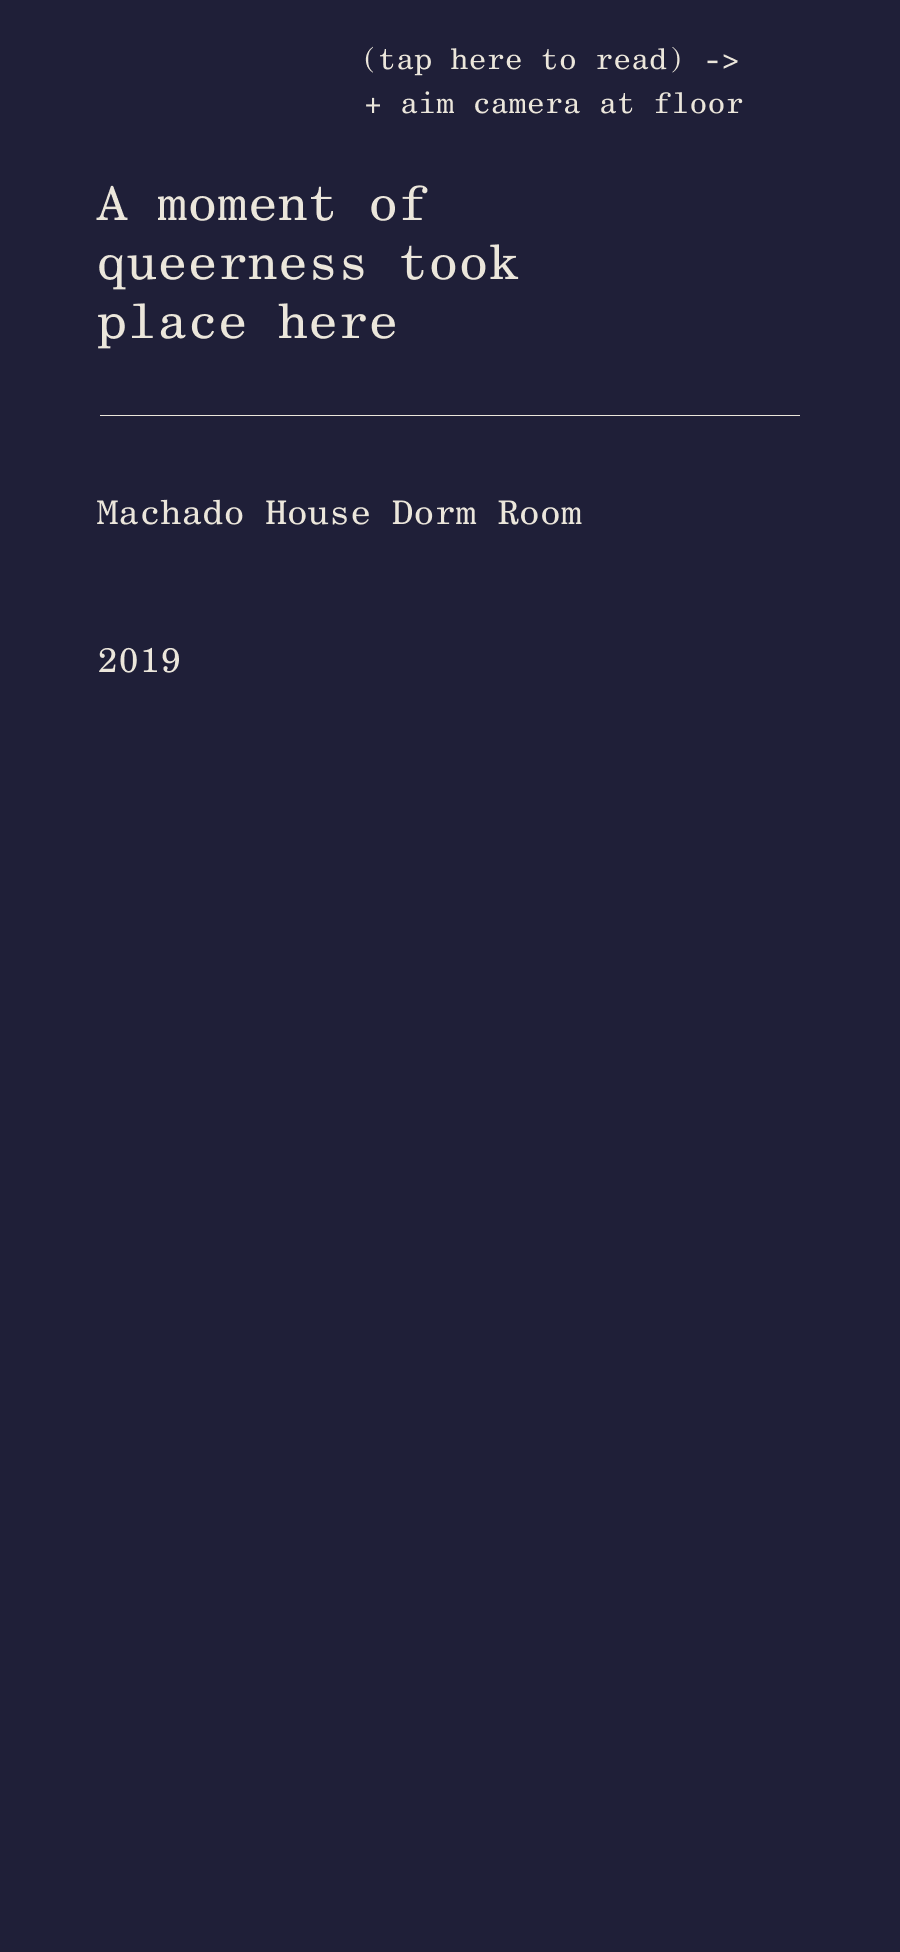 (tap here to read) ->
+ aim camera at floor
A moment of
queerness took
place here
Machado House Dorm Room
2019